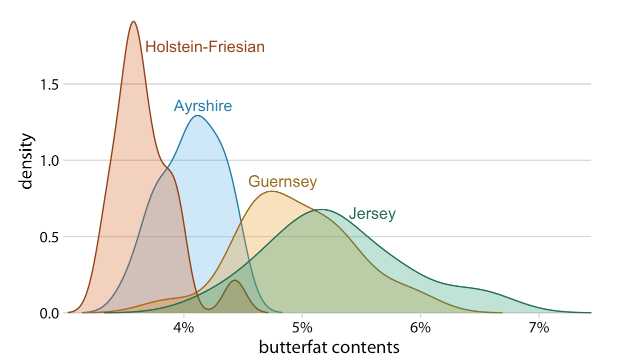 Holstein-Friesian
1.5
Ayrshire
1.0
density
Guernsey
Jersey
0.5
0.0
4% 5% 6% 7%
butterfat contents